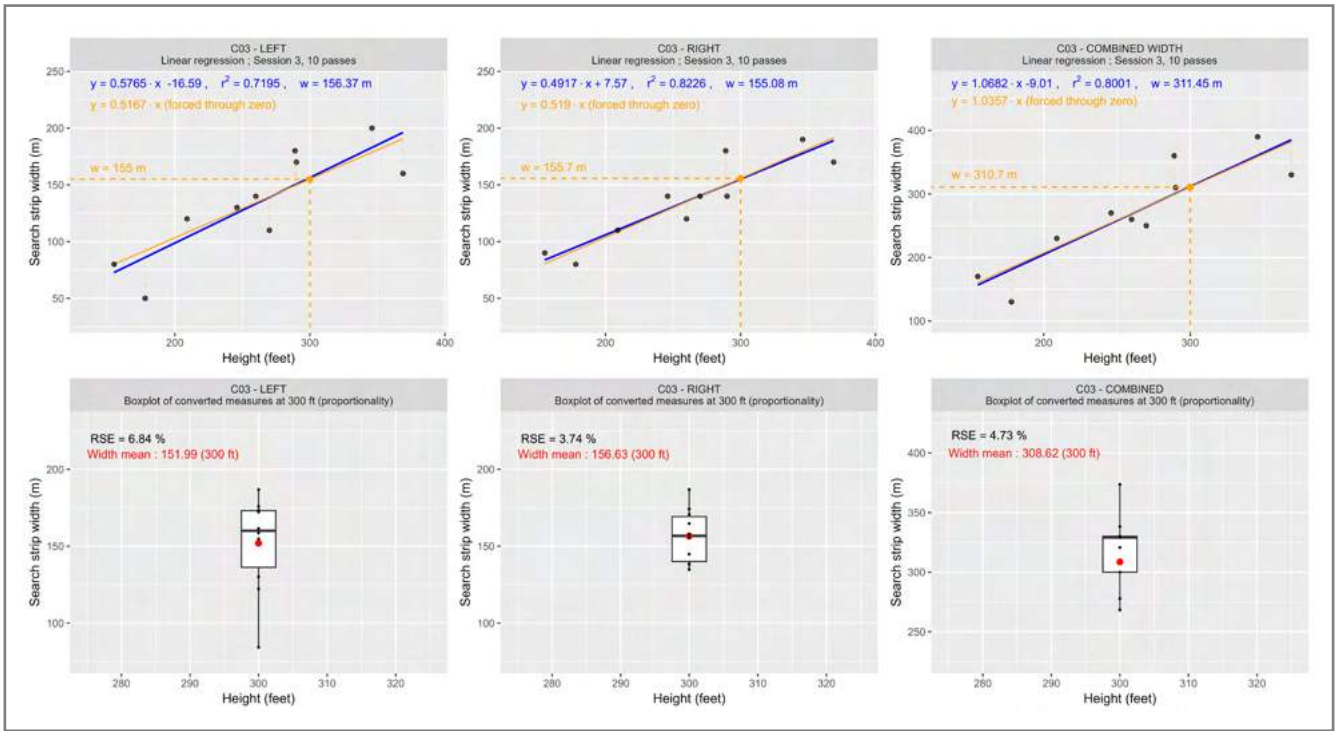 C03 - LEFT
Linear regression ; Session 3, 10 passes
y = 0.5765 · x -16.59 , r² = 0.7195 , w = 156.37 m
y = 0.5167 · x (forced through zero)
w = 155 m
Search strip width (m)
250
200
150
100
50
200
300
400
Height (feet)
C03 - RIGHT
Linear regression ; Session 3, 10 passes
y = 0.4917 · x + 7.57 , r² = 0.8226 , w = 155.08 m
y = 0.519 · x (forced through zero)
w = 155.7 m
Search strip width (m)
250
200
150
100
50
200
300
400
Height (feet)
C03 - COMBINED WIDTH
Linear regression ; Session 3, 10 passes
y = 1.0682 · x -9.01 , r² = 0.8001 , w = 311.45 m
y = 1.0357 · x (forced through zero)
w = 310.7 m
Search strip width (m)
400
300
200
100
200
300
Height (feet)
C03 - LEFT
Boxplot of converted measures at 300 ft (proportionality)
RSE = 6.84 %
Width mean : 151.99 (300 ft)
Search strip width (m)
200
150
100
280
290
300
310
320
Height (feet)
C03 - RIGHT
Boxplot of converted measures at 300 ft (proportionality)
RSE = 3.74 %
Width mean : 156.63 (300 ft)
Search strip width (m)
200
150
100
280
290
300
310
320
Height (feet)
C03 - COMBINED
Boxplot of converted measures at 300 ft (proportionality)
RSE = 4.73 %
Width mean : 308.62 (300 ft)
Search strip width (m)
400
350
300
250
280
290
300
310
320
Height (feet)